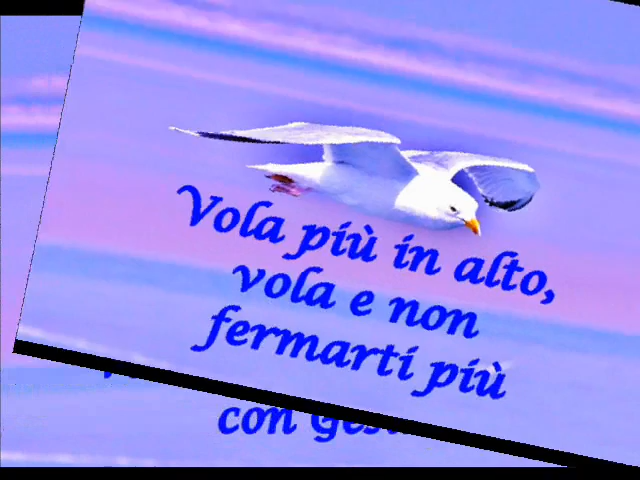 Vola più in alto,
vola e non
fermarti più
con